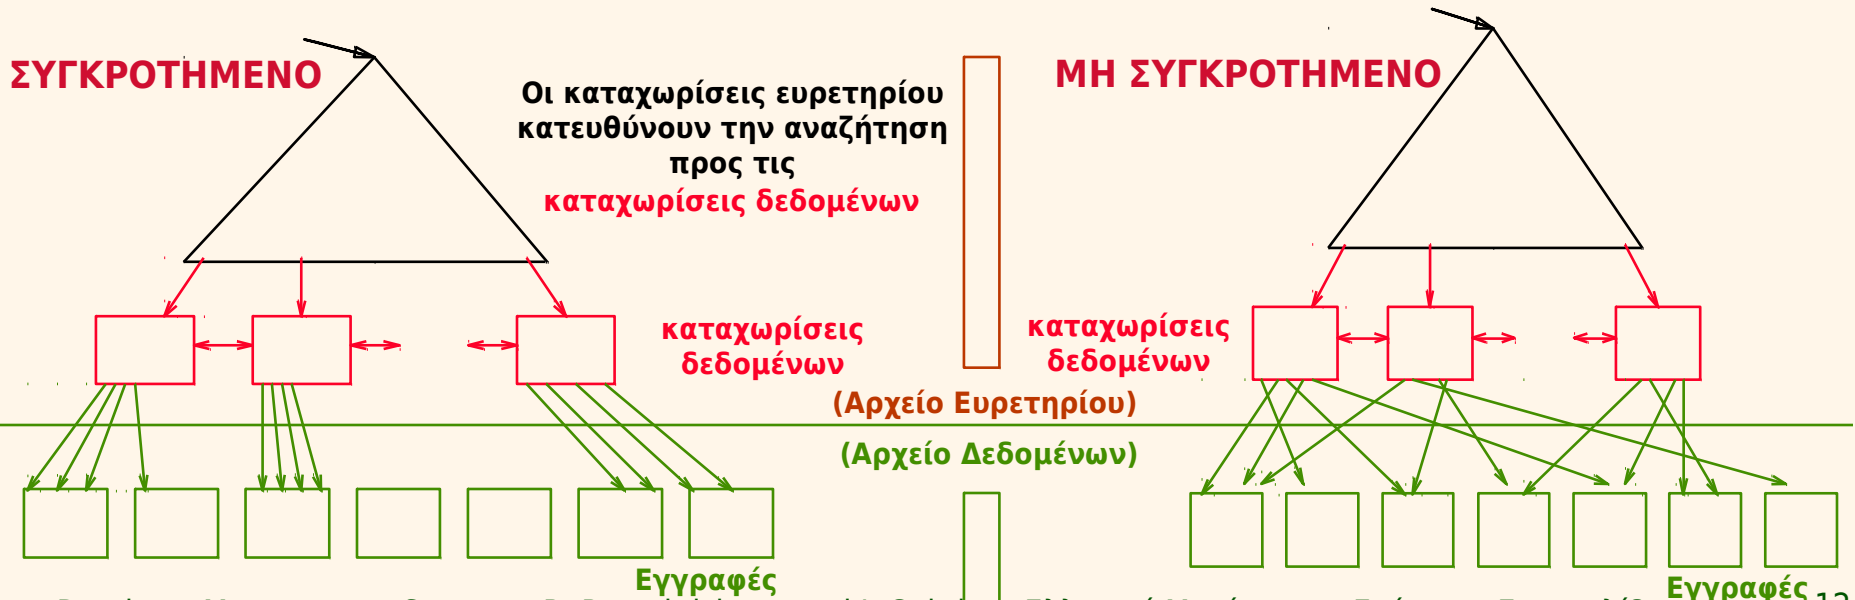 ΣΥΓΚΡΟΤΗΜΕΝΟ
Οι καταχωρίσεις ευρετηρίου
κατευθύνουν την αναζήτηση
προς τις
καταχωρίσεις δεδομένων
ΜΗ ΣΥΓΚΡΟΤΗΜΕΝΟ
καταχωρίσεις
δεδομένων
καταχωρίσεις
δεδομένων
(Αρχείο Ευρετηρίου)
(Αρχείο Δεδομένων)
Εγγραφές
Εγγραφές
12